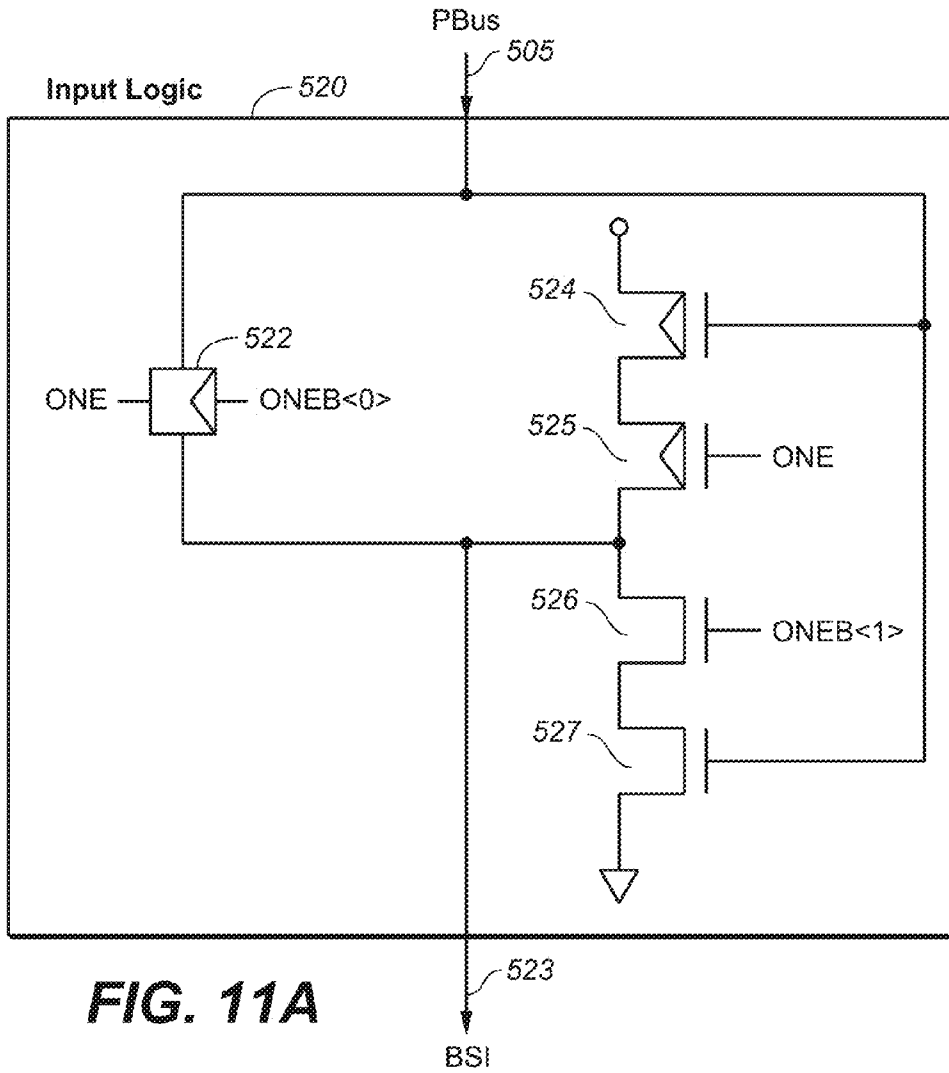 PBus
505
Input Logic
520
524
522
ONE
ONEB<0>
525
ONE
526
ONEB<1>
527
523
FIG. 11A
BSI